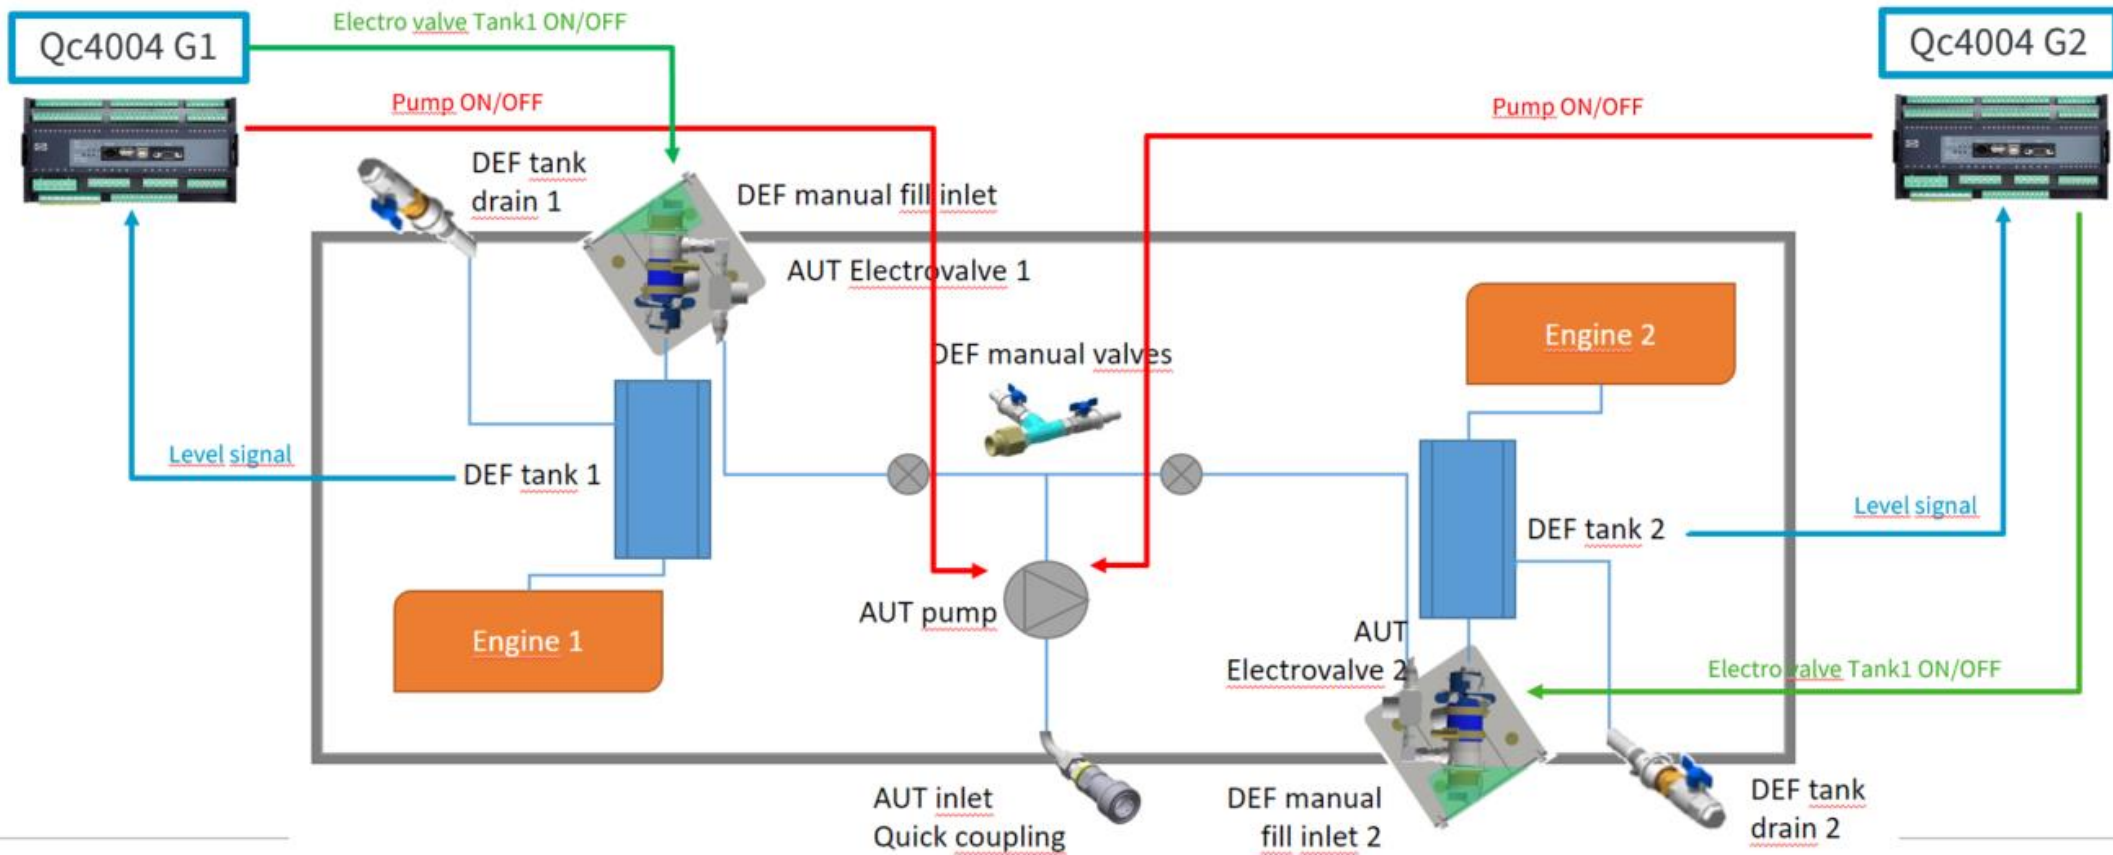 Electro valve Tank1 ON/OFF
Qc4004 G1
Qc4004 G2
Pump ON/OFF
Pump ON/OFF
DEF tank
drain 1
DEF manual fill inlet
AUT Electrovalve 1
Engine 2
DEF manual valves
Level signal
DEF tank 1
Level signal
DEF tank 2
AUT pump
Engine 1
AUT
Electrovalve 2
Electro valve Tank1 ON/OFF
AUT inlet
Quick coupling
DEF manual
fill inlet 2
DEF tank
drain 2